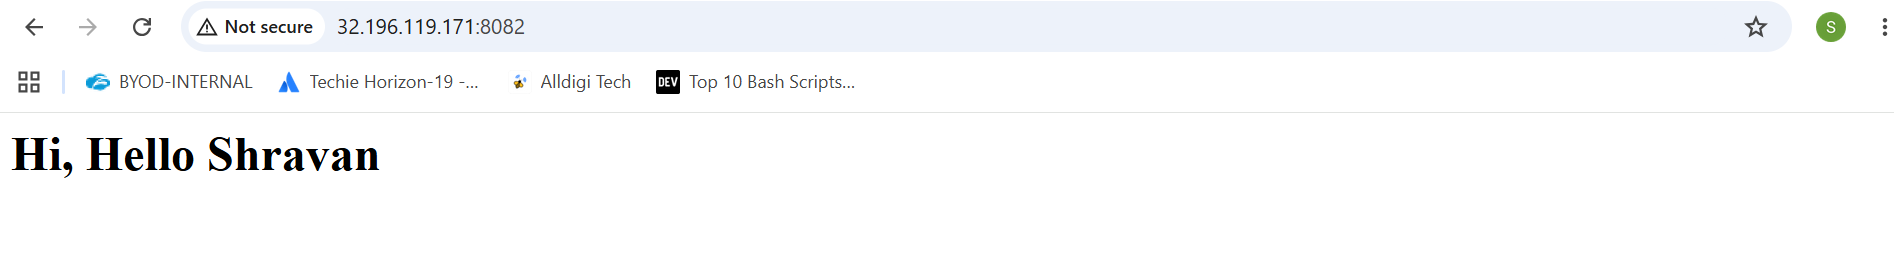 Not secure 32.196.119.171:8082 S
BYOD-INTERNAL Techie Horizon-19 -... Alldigi Tech DEV Top 10 Bash Scripts...
Hi, Hello Shravan